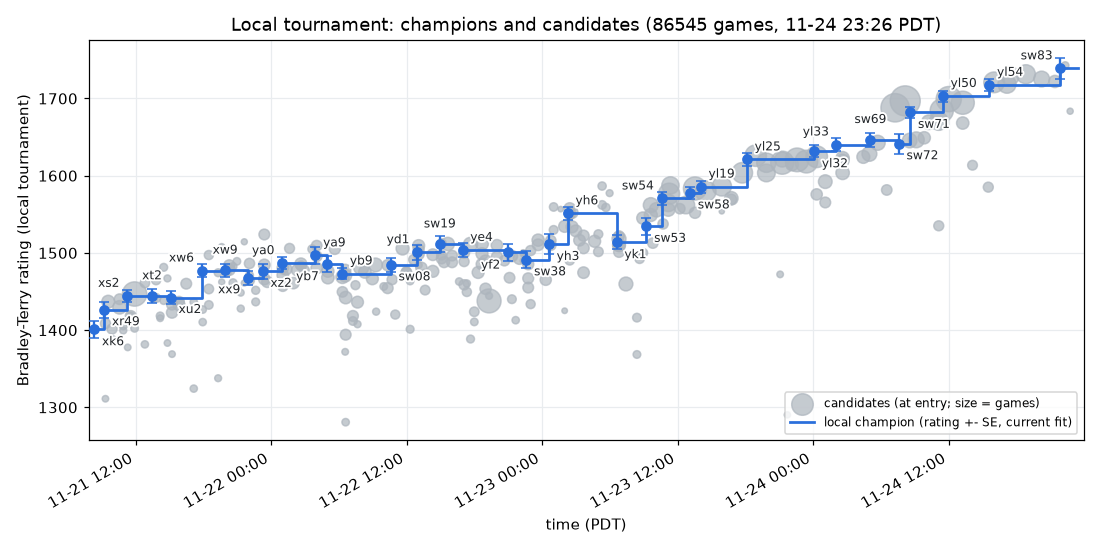 Local tournament: champions and candidates (86545 games, 11-24 23:26 PDT)
Bradley-Terry rating (local tournament)
1700
1600
1500
1400
1300
xk6
xs2
xr49
xt2
xu2
xw6
xw9
xx9
ya0
xz2
ya9
yb7
yb9
yd1
sw08
sw19
ye4
yf2
sw38
yh3
yh6
yk1
sw53
sw54
sw58
yl19
yl25
yl33
yl32
sw69
sw72
sw71
yl50
yl54
sw83
candidates (at entry; size = games)
local champion (rating +- SE, current fit)
11-21 12:00
11-22 00:00
11-22 12:00
11-23 00:00
11-23 12:00
11-24 00:00
11-24 12:00
time (PDT)